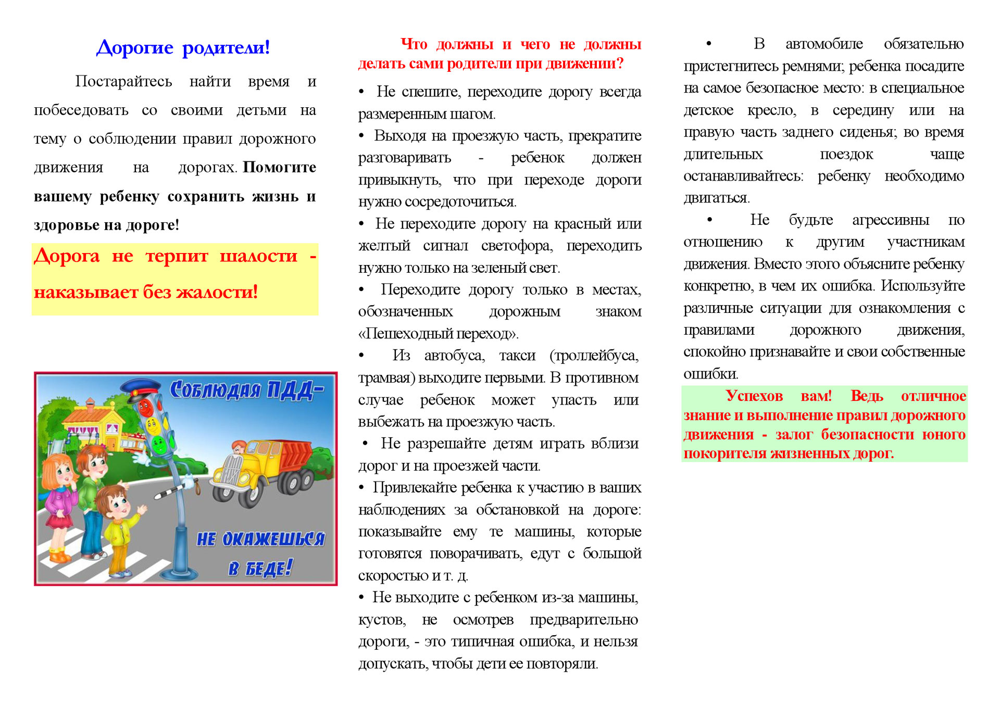 Дорогие родители!
Постарайтесь найти время и
побеседовать со своими детьми на
тему о соблюдении правил дорожного
движения на дорогах. Помогите
вашему ребенку сохранить жизнь и
здоровье на дороге!
Дорога не терпит шалости -
наказывает без жалости!
Соблюдая ПДД-
не окажешься
в беде!
Что должны и чего не должны
делать сами родители при движении?
• Не спешите, переходите дорогу всегда
размеренным шагом.
• Выходя на проезжую часть, прекратите
разговаривать - ребенок должен
привыкнуть, что при переходе дороги
нужно сосредоточиться.
• Не переходите дорогу на красный или
желтый сигнал светофора, переходить
нужно только на зеленый свет.
• Переходите дорогу только в местах,
обозначенных дорожным знаком
«Пешеходный переход».
• Из автобуса, такси (троллейбуса,
трамвая) выходите первыми. В противном
случае ребенок может упасть или
выбежать на проезжую часть.
• Не разрешайте детям играть вблизи
дорог и на проезжей части.
• Привлекайте ребенка к участию в ваших
наблюдениях за обстановкой на дороге:
показывайте ему те машины, которые
готовятся поворачивать, едут с большой
скоростью и т. д.
• Не выходите с ребенком из-за машины,
кустов, не осмотрев предварительно
дороги, - это типичная ошибка, и нельзя
допускать, чтобы дети ее повторяли.
• В автомобиле обязательно
пристегнитесь ремнями; ребенка посадите
на самое безопасное место: в специальное
детское кресло, в середину или на
правую часть заднего сиденья; во время
длительных поездок чаще
останавливайтесь: ребенку необходимо
двигаться.
• Не будьте агрессивны по
отношению к другим участникам
движения. Вместо этого объясните ребенку
конкретно, в чем их ошибка. Используйте
различные ситуации для ознакомления с
правилами дорожного движения,
спокойно признавайте и свои собственные
ошибки.
Успехов вам! Ведь отличное
знание и выполнение правил дорожного
движения - залог безопасности юного
покорителя жизненных дорог.